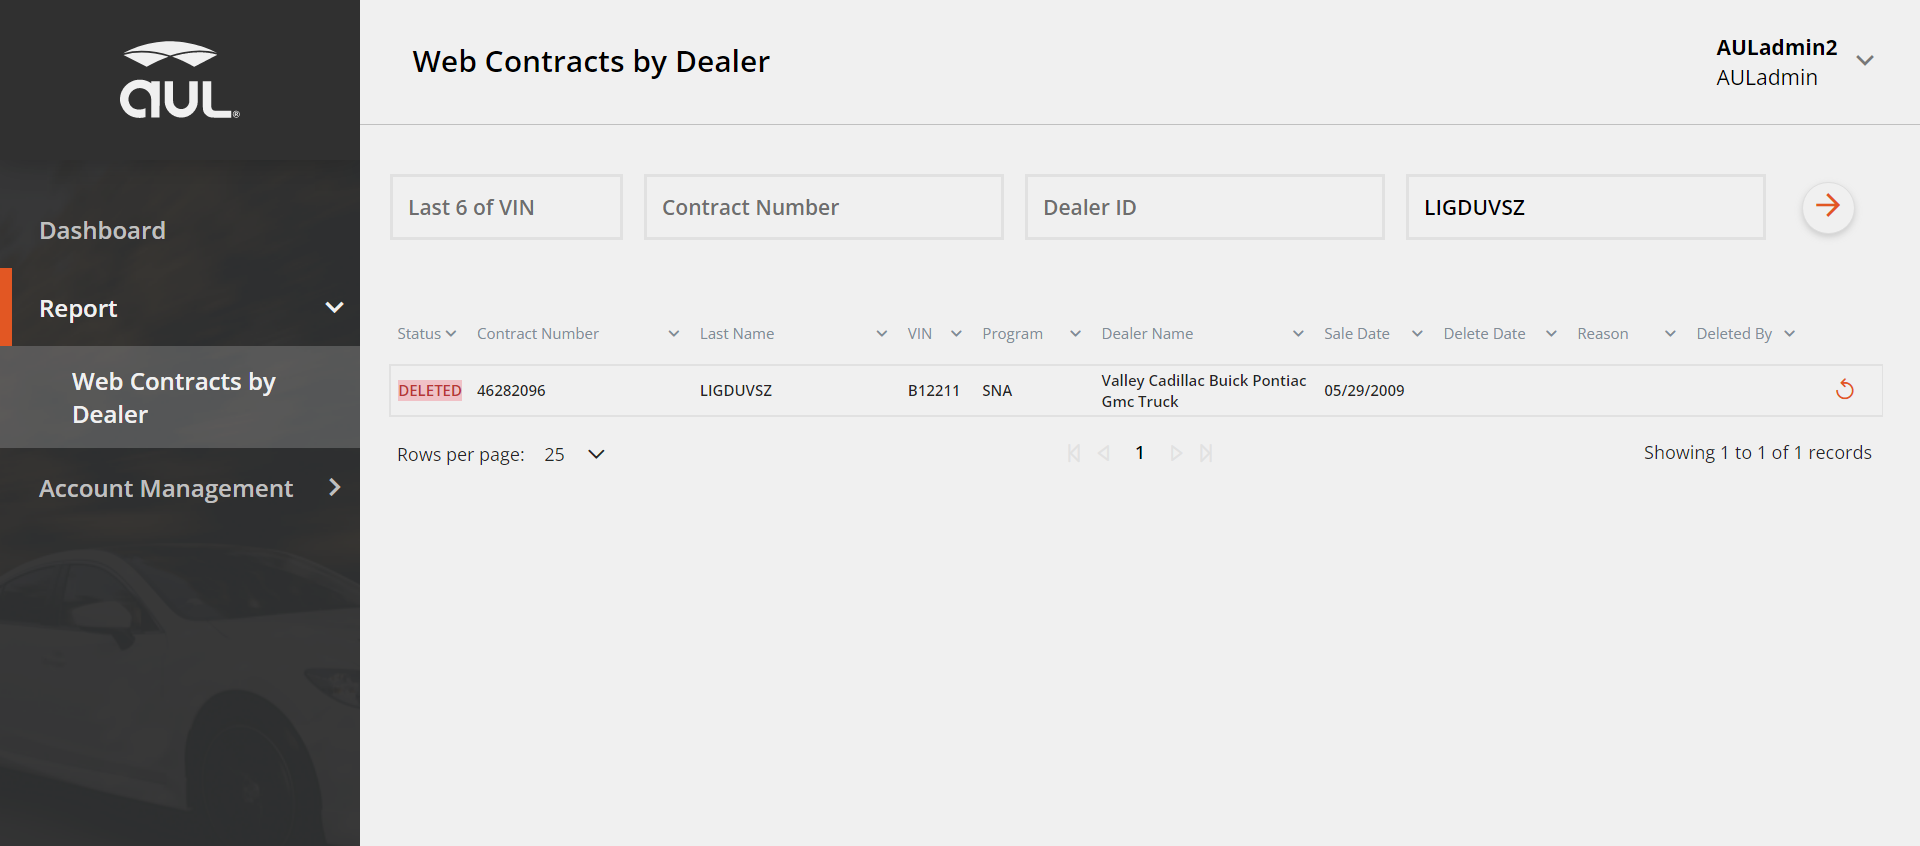 aul®
Web Contracts by Dealer
AULadmin2
AULadmin
Dashboard
Report
Web Contracts by
Dealer
Account Management
Last 6 of VIN
Contract Number
Dealer ID
LIGDUVSZ
Status Contract Number Last Name VIN Program Dealer Name Sale Date Delete Date Reason Deleted By
DELETED 46282096 LIGDUVSZ B12211 SNA Valley Cadillac Buick Pontiac 05/29/2009
Gmc Truck
Rows per page: 25 1 Showing 1 to 1 of 1 records